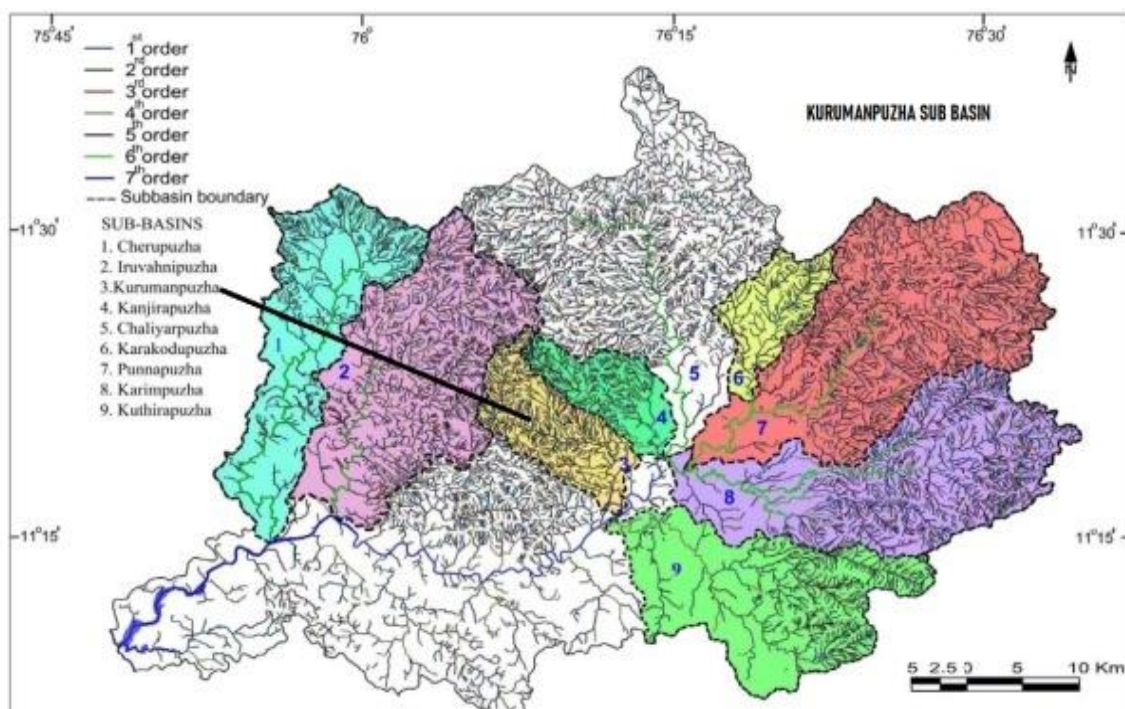 75°45' 76° 76°15' 76°30'
1st order
2rd order
3rd order
4th order
5th order
6th order
7th order
Subbasin boundary
N
KURUMANPUZHA SUB BASIN
11°30' 11°30'
SUB-BASINS
1. Cherupuzha
2. Iruvahnipuzha
3.Kurumanpuzha
4. Kanjirapuzha
5. Chaliyarpuzha
6. Karakodupuzha
7. Punnapuzha
8. Karimpuzha
9. Kuthirapuzha
1
2
3
4
5
6
7
8
9
11°15' 11°15'
5 2.5 0 5 10 Km